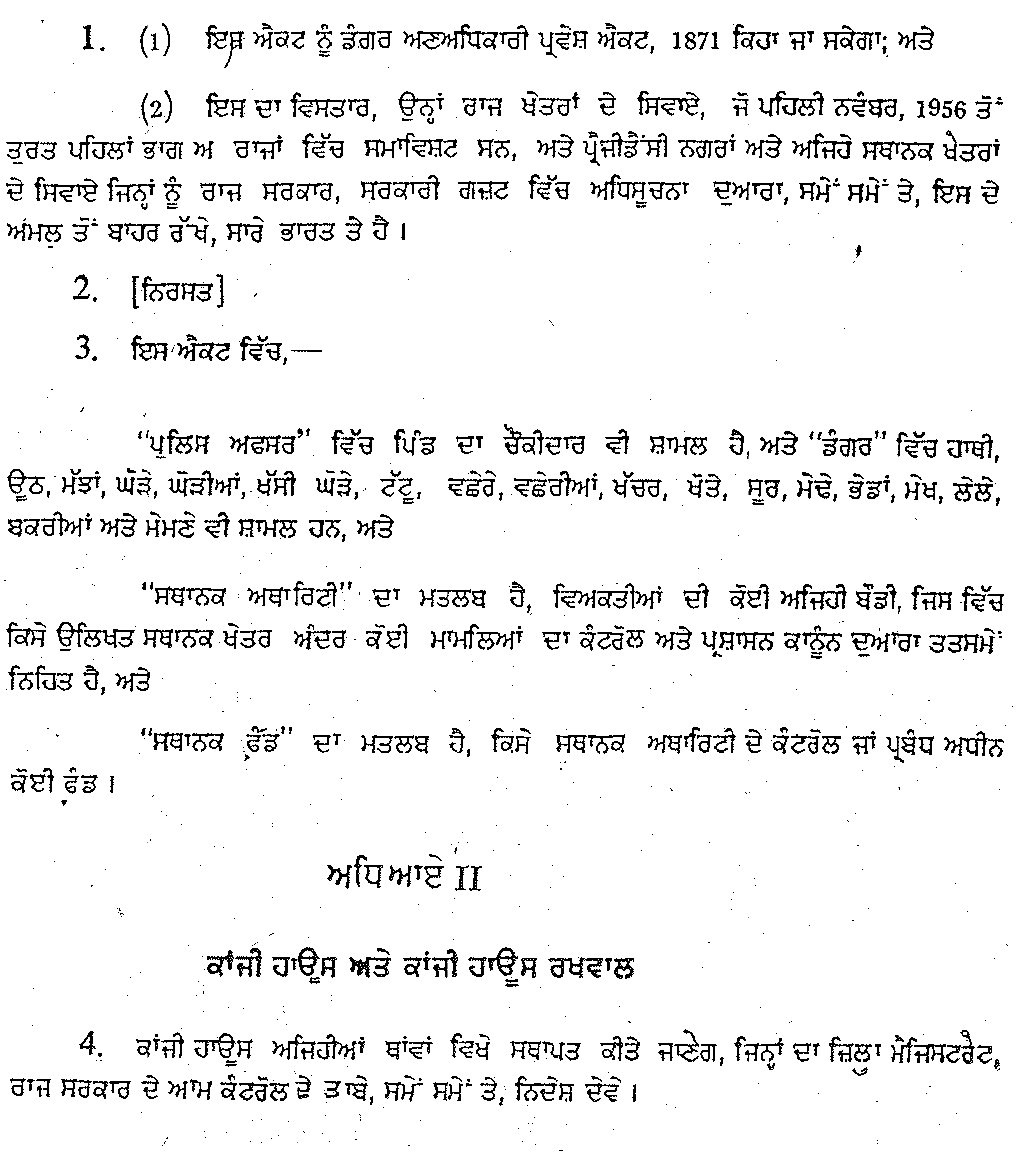 1. (1) ਇਸ ਐਕਟ ਨੂੰ ਡੰਗਰ ਅਣਅਧਿਕਾਰੀ ਪ੍ਰਵੇਸ਼ ਐਕਟ, 1871 ਕਿਹਾ ਜਾ ਸਕੇਗਾ; ਅਤੇ
(2) ਇਸ ਦਾ ਵਿਸਤਾਰ, ਉਨ੍ਹਾਂ ਰਾਜ ਖੇਤਰਾਂ ਦੇ ਸਿਵਾਏ, ਜੋ ਪਹਿਲੀ ਨਵੰਬਰ, 1956 ਤੋਂ
ਤੁਰਤ ਪਹਿਲਾਂ ਭਾਗ ਅ ਰਾਜਾਂ ਵਿੱਚ ਸਮਾਵਿਸ਼ਟ ਸਨ, ਅਤੇ ਪ੍ਰੈਜੀਡੈਂਸੀ ਨਗਰਾਂ ਅਤੇ ਅਜਿਹੇ ਸਥਾਨਕ ਖੇਤਰਾਂ
ਦੇ ਸਿਵਾਏ ਜਿਨ੍ਹਾਂ ਨੂੰ ਰਾਜ ਸਰਕਾਰ, ਸਰਕਾਰੀ ਗਜ਼ਟ ਵਿੱਚ ਅਧਿਸੂਚਨਾ ਦੁਆਰਾ, ਸਮੇਂ ਸਮੇਂ ਤੇ, ਇਸ ਦੇ
ਅਮਲ ਤੋਂ ਬਾਹਰ ਰੱਖੇ, ਸਾਰੇ ਭਾਰਤ ਤੇ ਹੈ ।
2. [ਨਿਰਸਤ]
3. ਇਸ ਐਕਟ ਵਿੱਚ,—
“ਪੁਲਿਸ ਅਫਸਰ” ਵਿੱਚ ਪਿੰਡ ਦਾ ਚੌਂਕੀਦਾਰ ਵੀ ਸ਼ਾਮਲ ਹੈ, ਅਤੇ “ਡੰਗਰ” ਵਿੱਚ ਹਾਥੀ,
ਊਠ, ਮੱਝਾਂ, ਘੋੜੇ, ਘੋੜੀਆਂ, ਖੱਸੀ ਘੋੜੇ, ਟੱਟੂ, ਵਛੇਰੇ, ਵਛੇਰੀਆਂ, ਖੱਚਰ, ਖੋਤੇ, ਸੂਰ, ਮੇਢੇ, ਭੇਡਾਂ, ਮੇਖ, ਲੇਲੇ,
ਬਕਰੀਆਂ ਅਤੇ ਮੇਮਣੇ ਵੀ ਸ਼ਾਮਲ ਹਨ, ਅਤੇ
“ਸਥਾਨਕ ਅਥਾਰਿਟੀ” ਦਾ ਮਤਲਬ ਹੈ, ਵਿਅਕਤੀਆਂ ਦੀ ਕੋਈ ਅਜਿਹੀ ਬੌਡੀ, ਜਿਸ ਵਿੱਚ
ਕਿਸੇ ਉਲਿਖਤ ਸਥਾਨਕ ਖੇਤਰ ਅੰਦਰ ਕੋਈ ਮਾਮਲਿਆਂ ਦਾ ਕੰਟਰੋਲ ਅਤੇ ਪ੍ਰਸ਼ਾਸਨ ਕਾਨੂੰਨ ਦੁਆਰਾ ਤਤਸਮੇਂ
ਨਿਹਿਤ ਹੈ, ਅਤੇ
“ਸਥਾਨਕ ਫ਼ੰਡ” ਦਾ ਮਤਲਬ ਹੈ, ਕਿਸੇ ਸਥਾਨਕ ਅਥਾਰਿਟੀ ਦੇ ਕੰਟਰੋਲ ਜਾਂ ਪ੍ਰਬੰਧ ਅਧੀਨ
ਕੋਈ ਫ਼ੰਡ ।
ਅਧਿਆਏ II
ਕਾਂਜੀ ਹਾਊਸ ਅਤੇ ਕਾਂਜੀ ਹਾਊਸ ਰਖਵਾਲ
4. ਕਾਂਜੀ ਹਾਊਸ ਅਜਿਹੀਆਂ ਥਾਂਵਾਂ ਵਿਖੇ ਸਥਾਪਤ ਕੀਤੇ ਜਾਣੇਗ, ਜਿਨ੍ਹਾਂ ਦਾ ਜ਼ਿਲ੍ਹਾ ਮੈਜਿਸਟਰੈਟ,
ਰਾਜ ਸਰਕਾਰ ਦੇ ਆਮ ਕੰਟਰੋਲ ਦੇ ਤਾਬੇ, ਸਮੇਂ ਸਮੇਂ ਤੇ, ਨਿਦੇਸ਼ ਦੇਵੇ ।